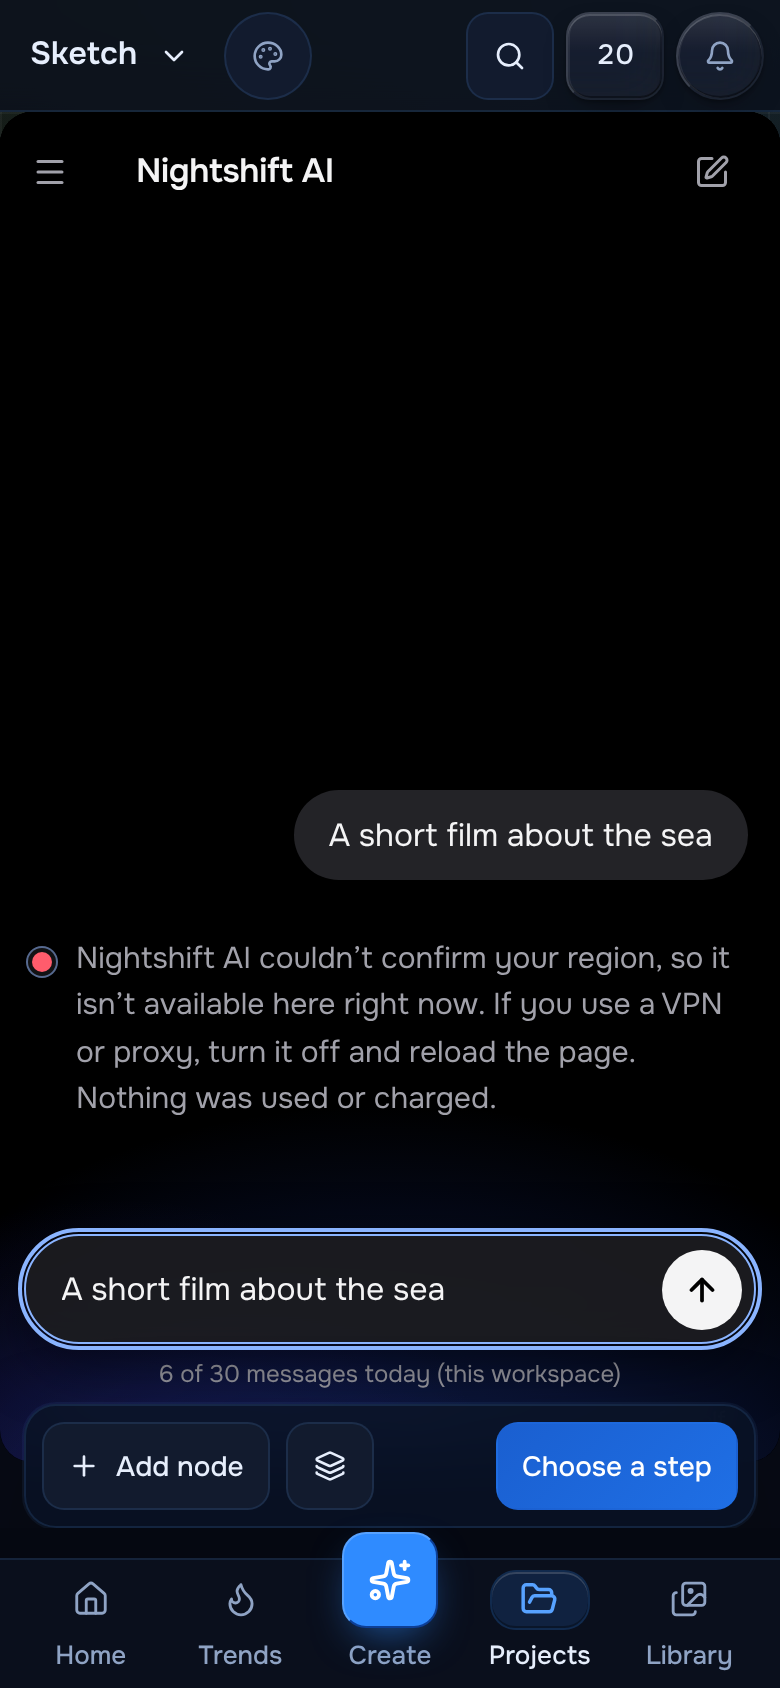 Sketch
20
Nightshift AI
A short film about the sea
Nightshift AI couldn’t confirm your region, so it
isn’t available here right now. If you use a VPN
or proxy, turn it off and reload the page.
Nothing was used or charged.
A short film about the sea
6 of 30 messages today (this workspace)
Add node
Choose a step
Home
Trends
Create
Projects
Library